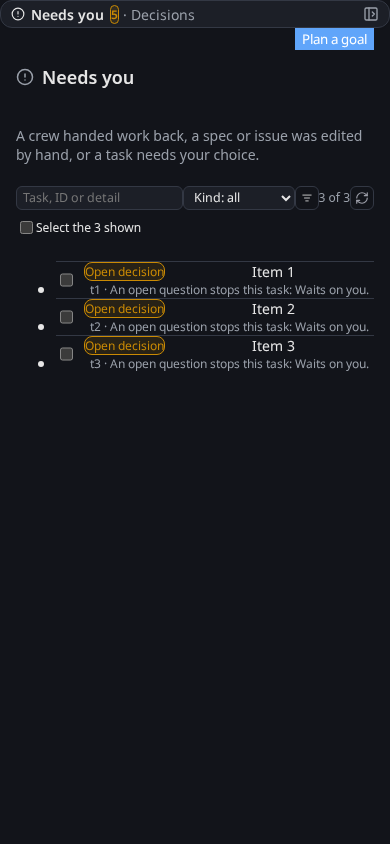 Needs you 5 · Decisions
Plan a goal
Needs you
A crew handed work back, a spec or issue was edited
by hand, or a task needs your choice.
Task, ID or detail Kind: all 3 of 3
Select the 3 shown
Open decision Item 1
t1 · An open question stops this task: Waits on you.
Open decision Item 2
t2 · An open question stops this task: Waits on you.
Open decision Item 3
t3 · An open question stops this task: Waits on you.